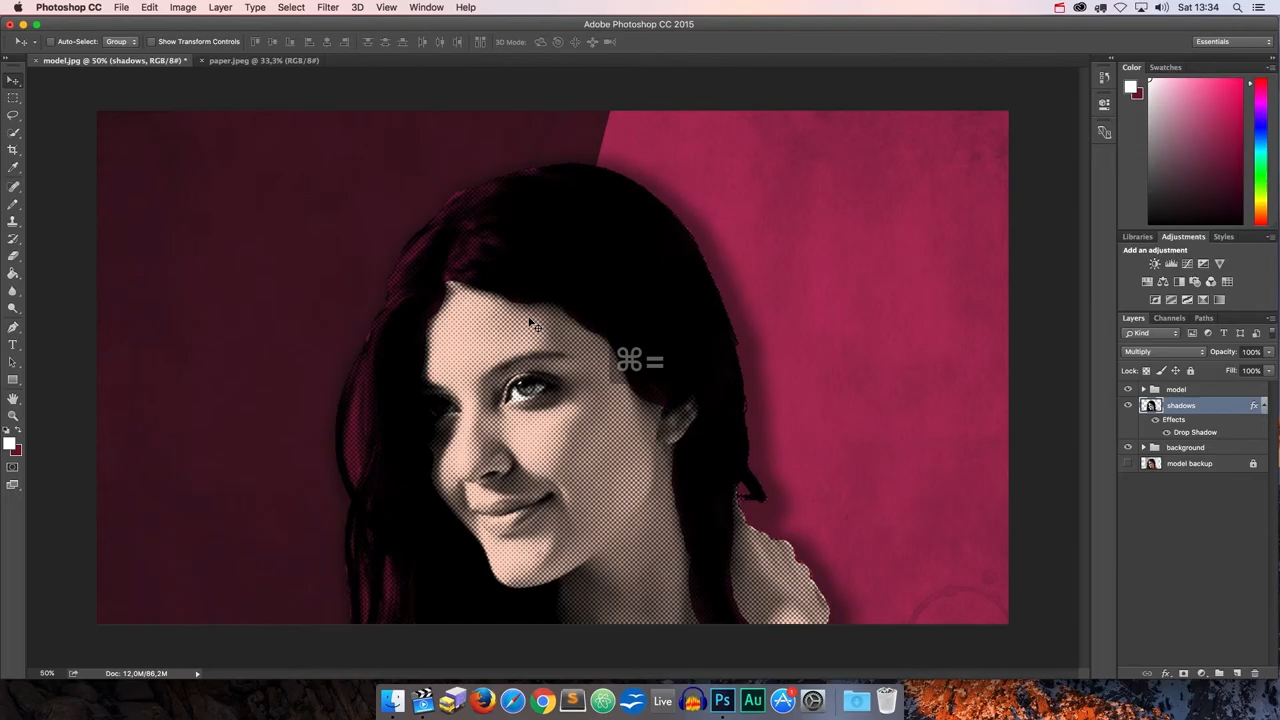 Photoshop CC File Edit Image Layer Type Select Filter 3D View Window Help Sat 13:34
Adobe Photoshop CC 2015
Auto-Select: Group Show Transform Controls 3D Mode: Essentials
model.jpg @ 50% (shadows, RGB/8#) * paper.jpeg @ 33,3% (RGB/8#)
Color Swatches
Libraries Adjustments Styles
Add an adjustment
Layers Channels Paths
Kind
Multiply Opacity: 100%
Lock: Fill: 100%
model
shadows fx
Effects
Drop Shadow
background
model backup
⌘=
50% Doc: 12,0M/86,2M
Live Ps Au